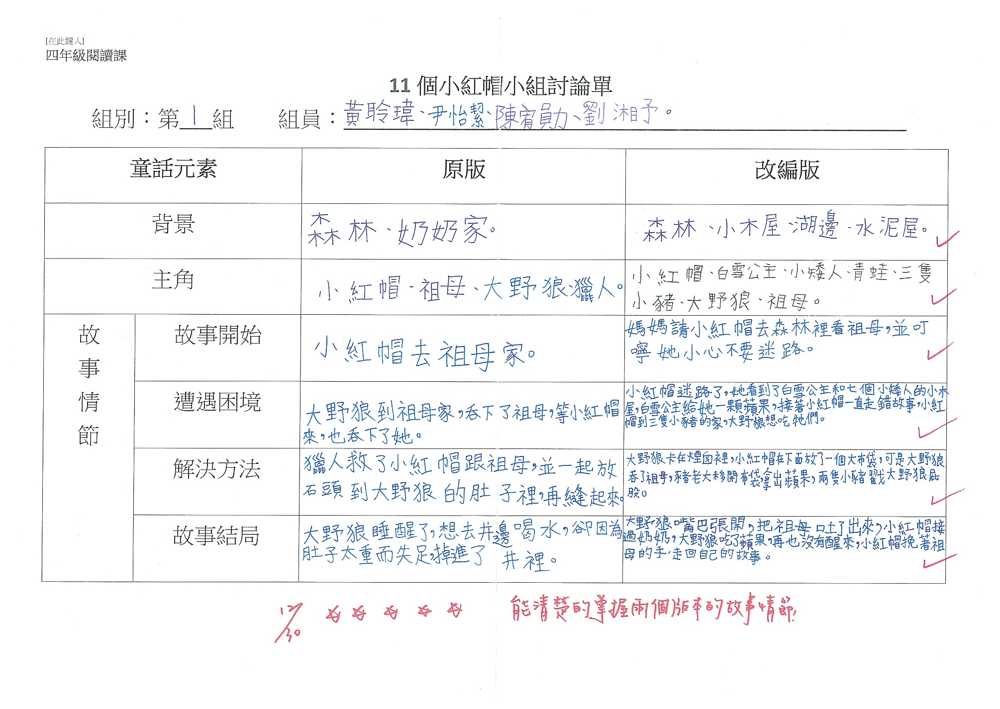 [在此鍵入]
四年級閱讀課
11 個小紅帽小組討論單
組別：第1組 組員：黃聆瑋、尹怡潔、陳宥勳、劉湘予。
童話元素 原版 改編版
背景 森林、奶奶家。 森林、小木屋、湖邊、水泥屋。
主角 小紅帽、祖母、大野狼、獵人。
小紅帽、白雪公主、小矮人、青蛙、三隻
小豬、大野狼、祖母。
故事情節
故事開始 小紅帽去祖母家。
媽媽請小紅帽去森林裡看祖母，並叮
嚀她小心不要迷路。
遭遇困境
大野狼到祖母家，吞下了祖母，等小紅帽
來，也吞下了她。
小紅帽迷路了，她看到了白雪公主和七個小矮人的小木
屋，白雪公主給她一顆蘋果，接著小紅帽一直走錯故事，小紅
帽到三隻小豬的家，大野狼想吃牠們。
解決方法
獵人救了小紅帽跟祖母，並一起放
石頭到大野狼的肚子裡，再縫起來。
大野狼卡在煙囪裡，小紅帽在下面放了一個大布袋，可是大野狼
吞了祖母，豬老大移開布袋，拿出蘋果，兩隻小豬戳大野狼屁
股。
故事結局
大野狼睡醒了，想去井邊喝水，卻因為
肚子太重而失足，掉進了井裡。
大野狼嘴巴張開，把祖母吐了出來，小紅帽接
過奶奶，大野狼吃了蘋果，再也沒有醒來，小紅帽挽著祖
母的手，走回自己的故事。
12/30 ☆ ☆ ☆ ☆ ☆ 能清楚的掌握兩個版本的故事情節!